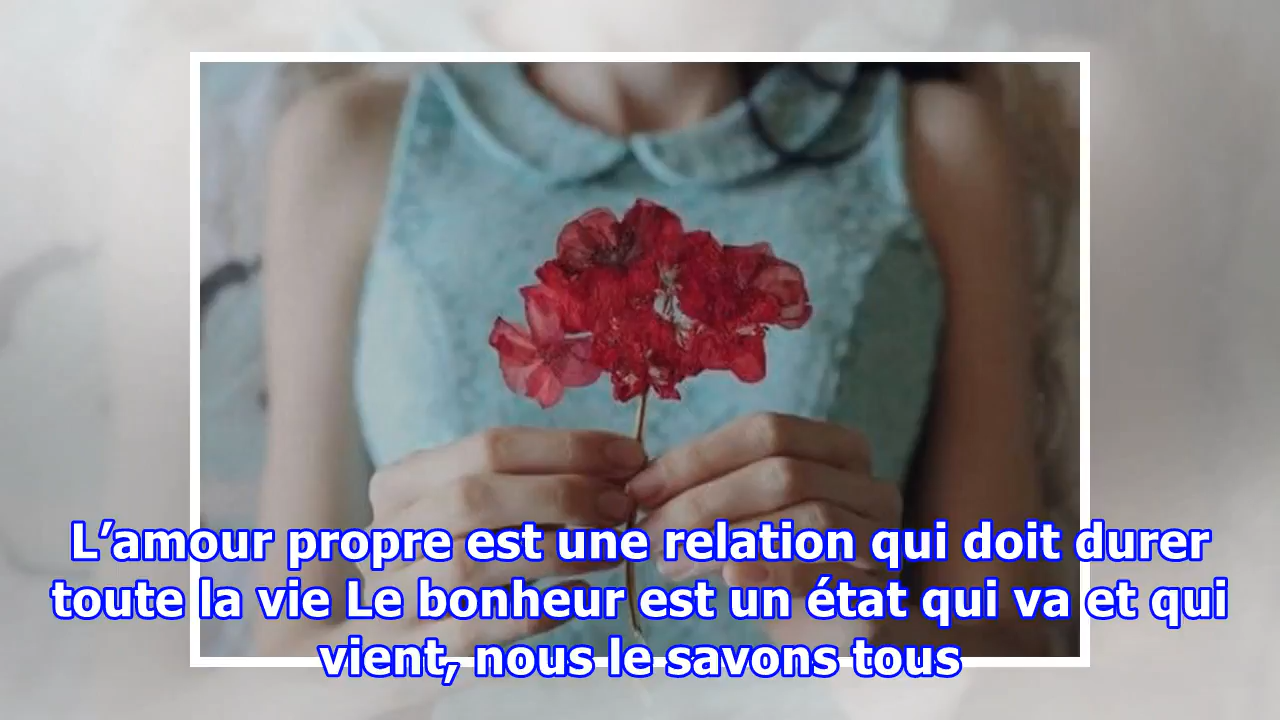 L’amour propre est une relation qui doit durer
toute la vie Le bonheur est un état qui va et qui
vient, nous le savons tous